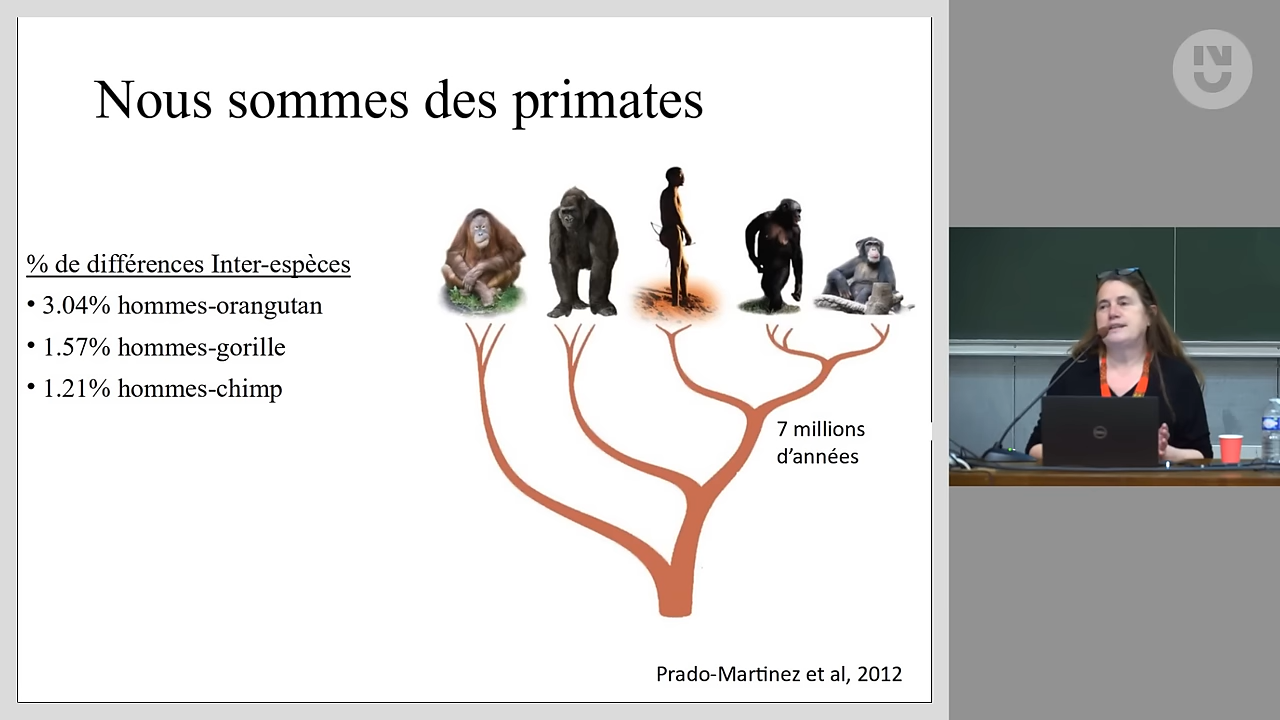 Nous sommes des primates
% de différences Inter-espèces
• 3.04% hommes-orangutan
• 1.57% hommes-gorille
• 1.21% hommes-chimp
7 millions
d’années
Prado-Martinez et al, 2012